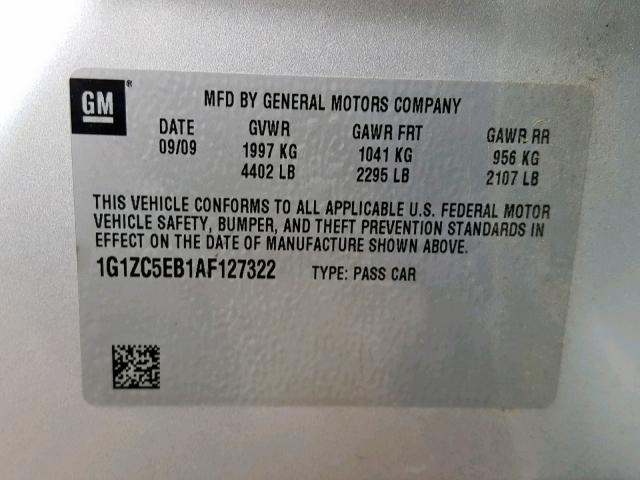 GM®
MFD BY GENERAL MOTORS COMPANY
DATE GVWR GAWR FRT GAWR RR
09/09 1997 KG 1041 KG 956 KG
4402 LB 2295 LB 2107 LB
THIS VEHICLE CONFORMS TO ALL APPLICABLE U.S. FEDERAL MOTOR
VEHICLE SAFETY, BUMPER, AND THEFT PREVENTION STANDARDS IN
EFFECT ON THE DATE OF MANUFACTURE SHOWN ABOVE.
1G1ZC5EB1AF127322 TYPE: PASS CAR